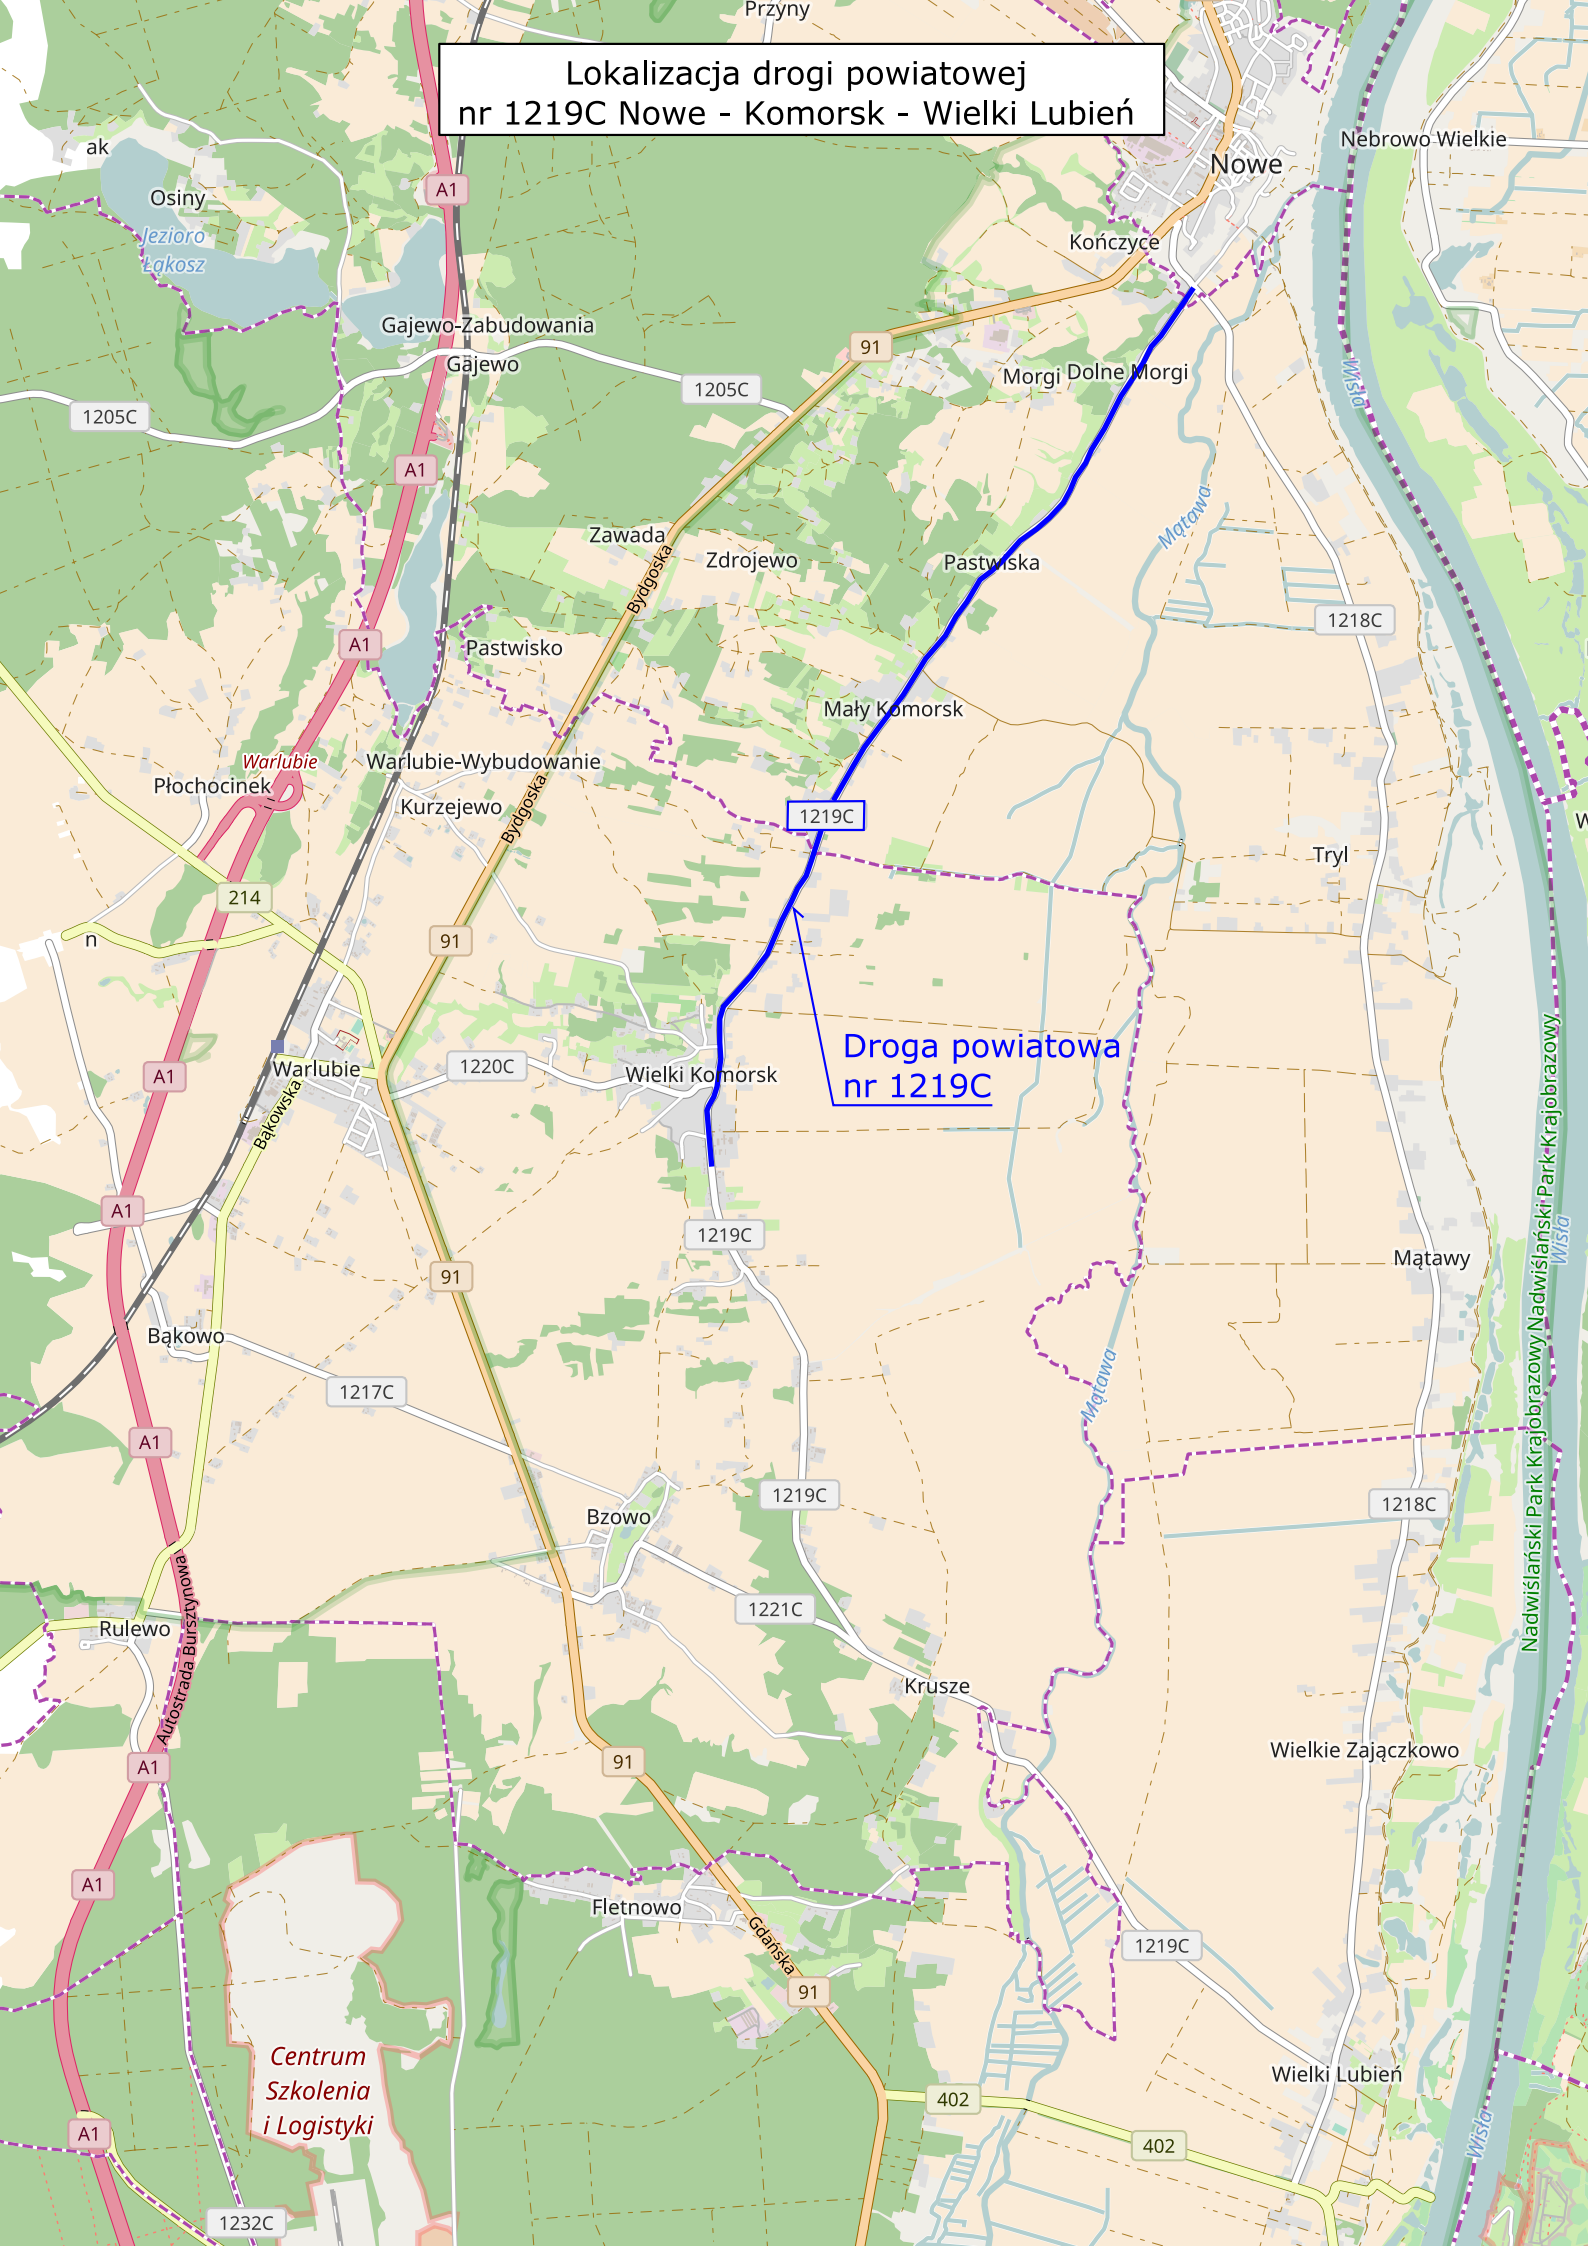 Przyny
Lokalizacja drogi powiatowej
nr 1219C Nowe - Komorsk - Wielki Lubień
Nebrowo Wielkie
ak
Nowe
A1
Osiny
Jezioro
Łąkosz
Kończyce
Gajewo-Zabudowania
91
Gajewo
Morgi
Dolne Morgi
Wisła
1205C
1205C
A1
Mątawa
Zawada
Zdrojewo
Pastwiska
Bydgoska
1218C
A1
Pastwisko
Mały Komorsk
Warlubie
Warlubie-Wybudowanie
Płochocinek
Kurzejewo
Bydgoska
1219C
W
Tryl
214
n
91
Droga powiatowa
nr 1219C
1220C
Warlubie
Wielki Komorsk
A1
Bąkowska
A1
1219C
Nadwiślański Park Krajobrazowy Nadwiślański Park Krajobrazowy
Wisła
Mątawy
91
Bąkowo
1217C
Mątawa
A1
1219C
1218C
Bzowo
Autostrada Bursztynowa
1221C
Rulewo
Krusze
Wielkie Zajączkowo
91
A1
A1
Fletnowo
Gdańska
1219C
91
Centrum
Szkolenia
i Logistyki
Wielki Lubień
402
Wisła
A1
402
1232C